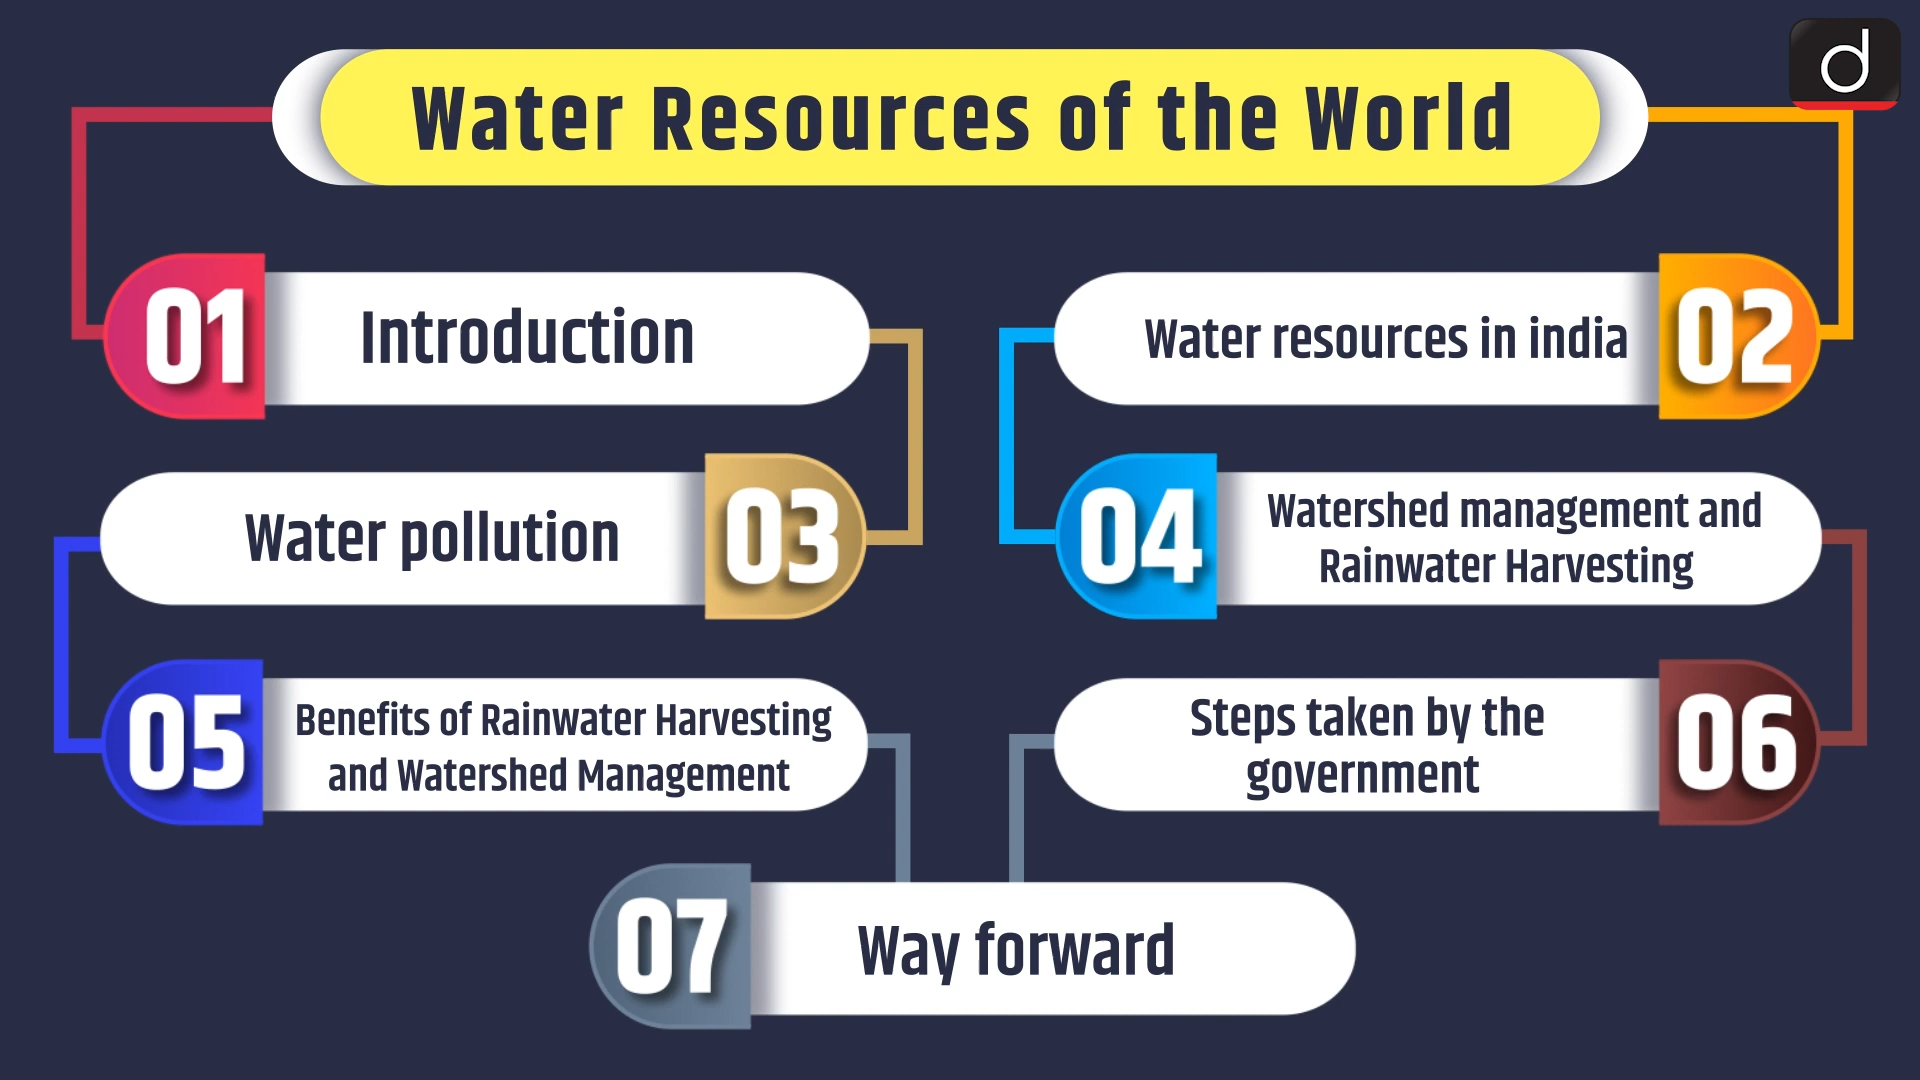 Water Resources of the World
d
01
Introduction
Water resources in india
02
Water pollution
03
04
Watershed management and
Rainwater Harvesting
05
Benefits of Rainwater Harvesting
and Watershed Management
Steps taken by the
government
06
07
Way forward